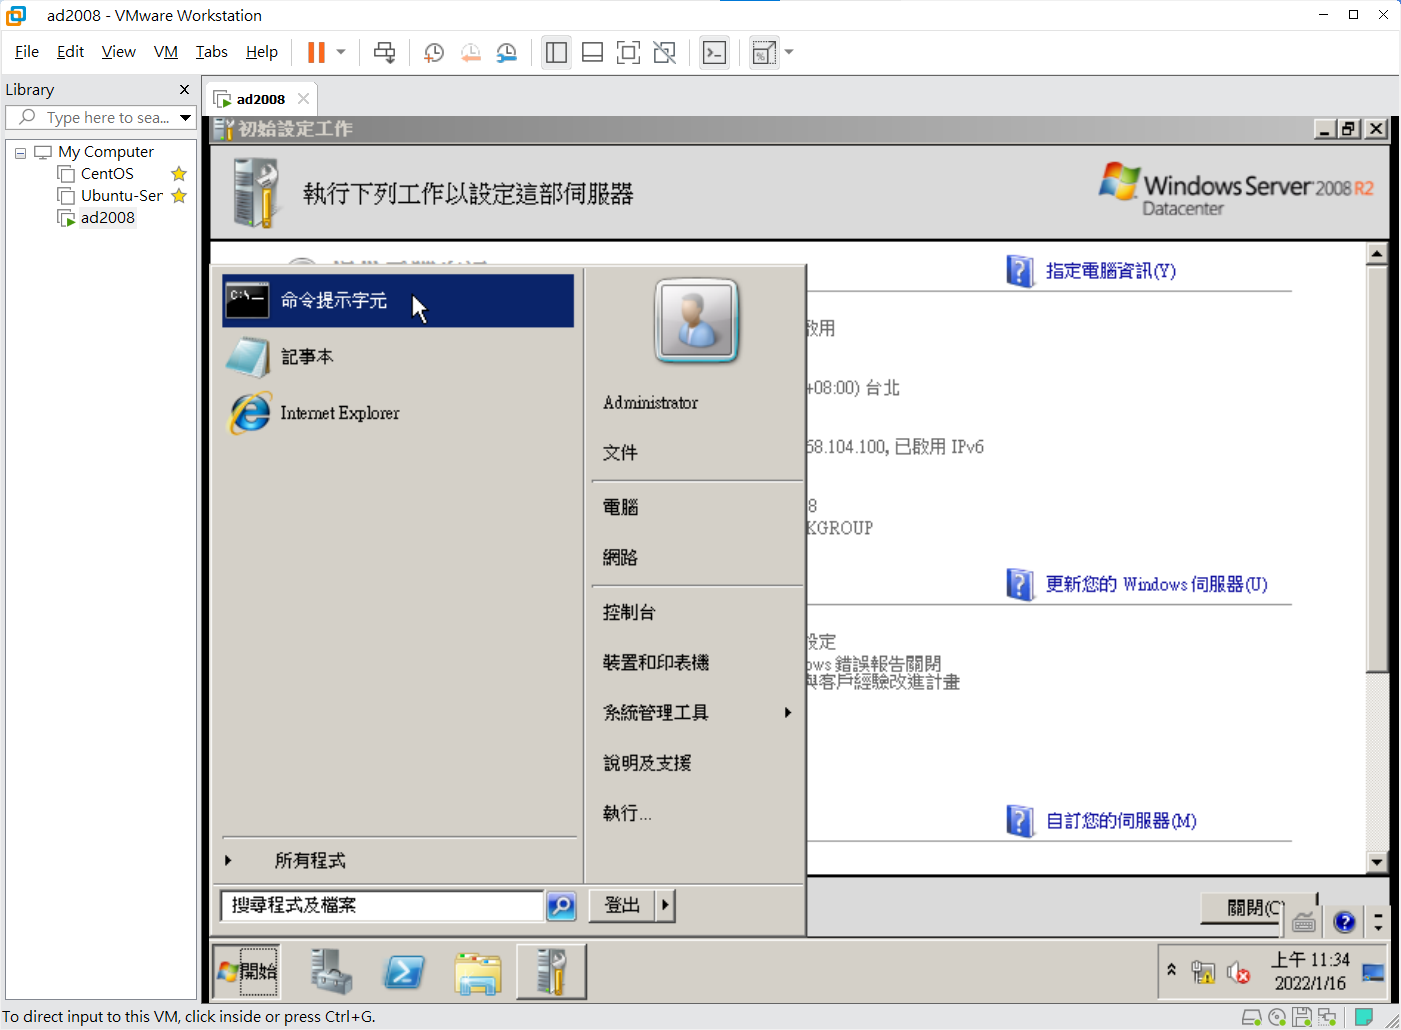 ad2008 - VMware Workstation
File Edit View VM Tabs Help
Library
Type here to sea...
My Computer
CentOS
Ubuntu-Ser
ad2008
ad2008
初始設定工作
執行下列工作以設定這部伺服器
Windows Server 2008 R2
Datacenter
命令提示字元
記事本
Internet Explorer
所有程式
搜尋程式及檔案
Administrator
文件
電腦
網路
控制台
裝置和印表機
系統管理工具
說明及支援
執行...
登出
指定電腦資訊(Y)
啟用
+08:00) 台北
68.104.100, 已啟用 IPv6
8
KGROUP
更新您的 Windows 伺服器(U)
設定
ows 錯誤報告關閉
與客戶經驗改進計畫
自訂您的伺服器(M)
關閉(C
開始
上午 11:34
2022/1/16
To direct input to this VM, click inside or press Ctrl+G.